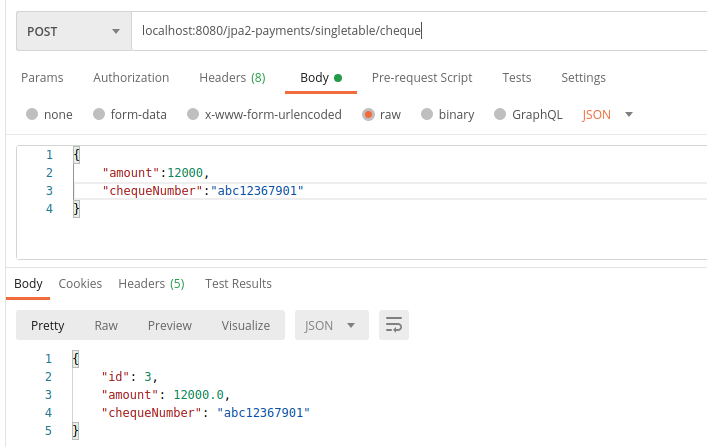 POST localhost:8080/jpa2-payments/singletable/cheque
Params Authorization Headers (8) Body Pre-request Script Tests Settings
none form-data x-www-form-urlencoded raw binary GraphQL JSON
1 {
2 "amount":12000,
3 "chequeNumber":"abc12367901"
4 }
Body Cookies Headers (5) Test Results
Pretty Raw Preview Visualize JSON
1 {
2 "id": 3,
3 "amount": 12000.0,
4 "chequeNumber": "abc12367901"
5 }